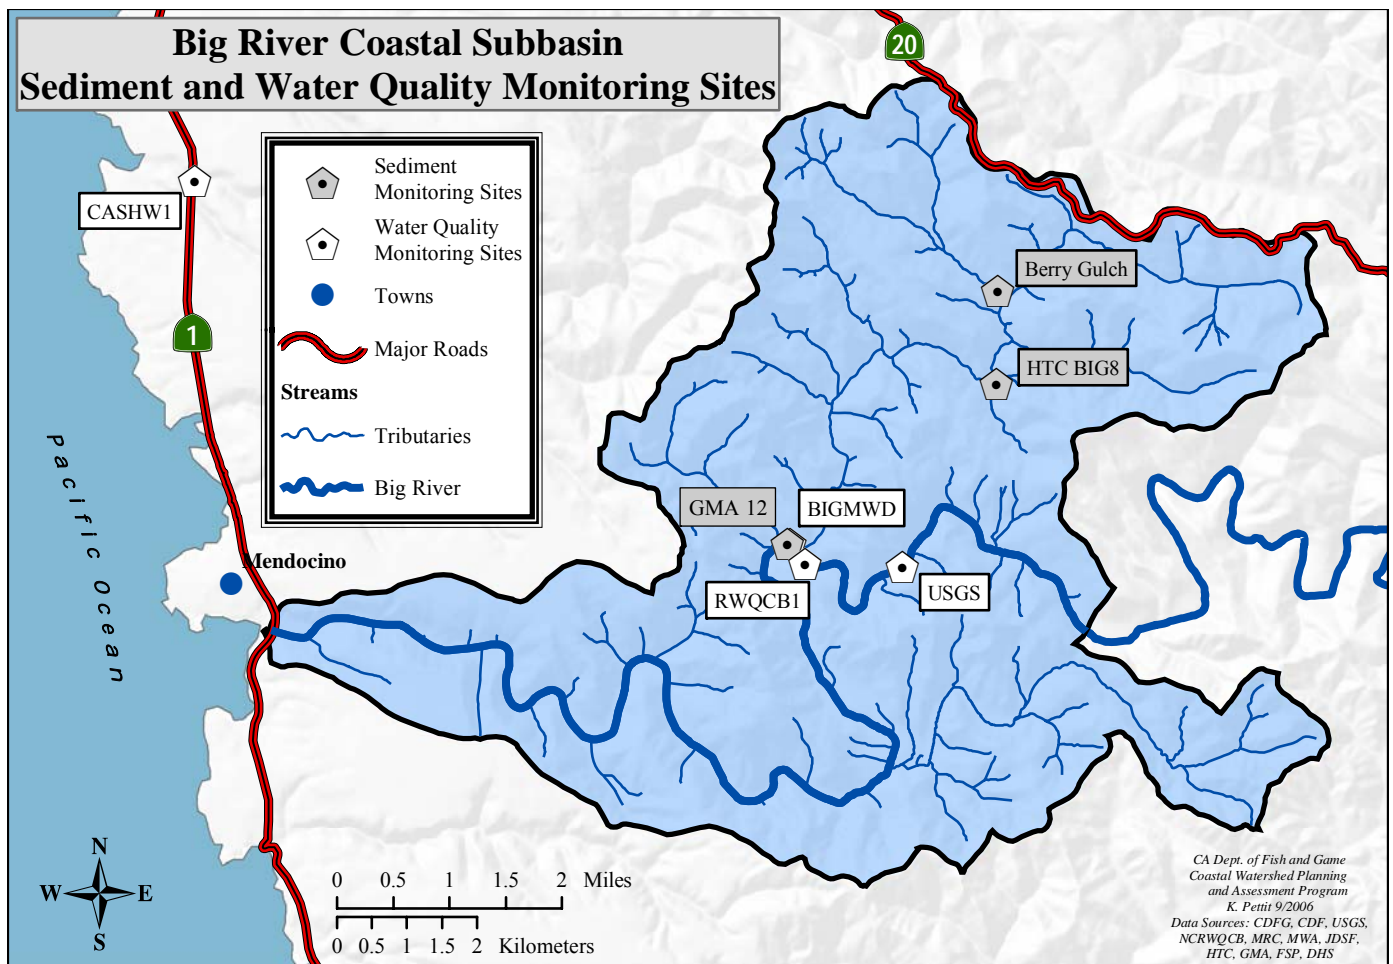 Big River Coastal Subbasin
Sediment and Water Quality Monitoring Sites
20
Sediment
Monitoring Sites
Water Quality
Monitoring Sites
Towns
Major Roads
Streams
Tributaries
Big River
CASHW1
1
Berry Gulch
HTC BIG8
GMA 12
BIGMWD
RWQCB1
USGS
Mendocino
Pacific Ocean
N
W E
S
0 0.5 1 1.5 2 Miles
0 0.5 1 1.5 2 Kilometers
CA Dept. of Fish and Game
Coastal Watershed Planning
and Assessment Program
K. Pettit 9/2006
Data Sources: CDFG, CDF, USGS,
NCRWQCB, MRC, MWA, JDSF,
HTC, GMA, FSP, DHS